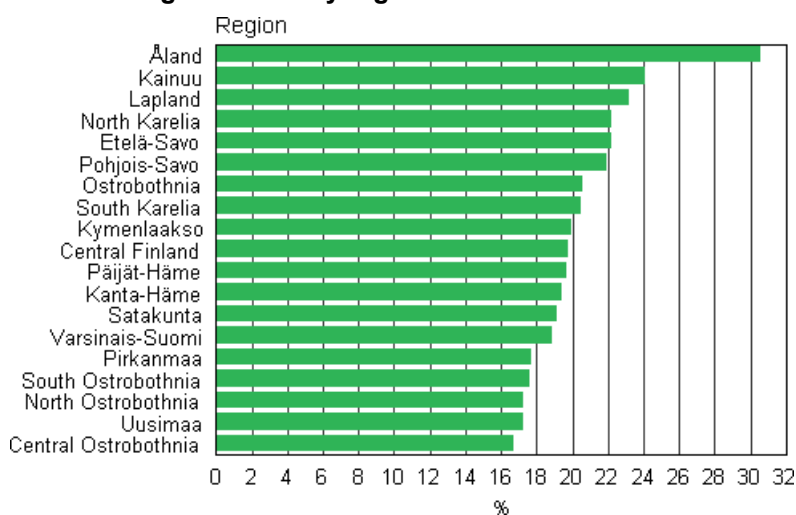 Region
Åland
Kainuu
Lapland
North Karelia
Etelä-Savo
Pohjois-Savo
Ostrobothnia
South Karelia
Kymenlaakso
Central Finland
Päijät-Häme
Kanta-Häme
Satakunta
Varsinais-Suomi
Pirkanmaa
South Ostrobothnia
North Ostrobothnia
Uusimaa
Central Ostrobothnia
0 2 4 6 8 10 12 14 16 18 20 22 24 26 28 30 32
%